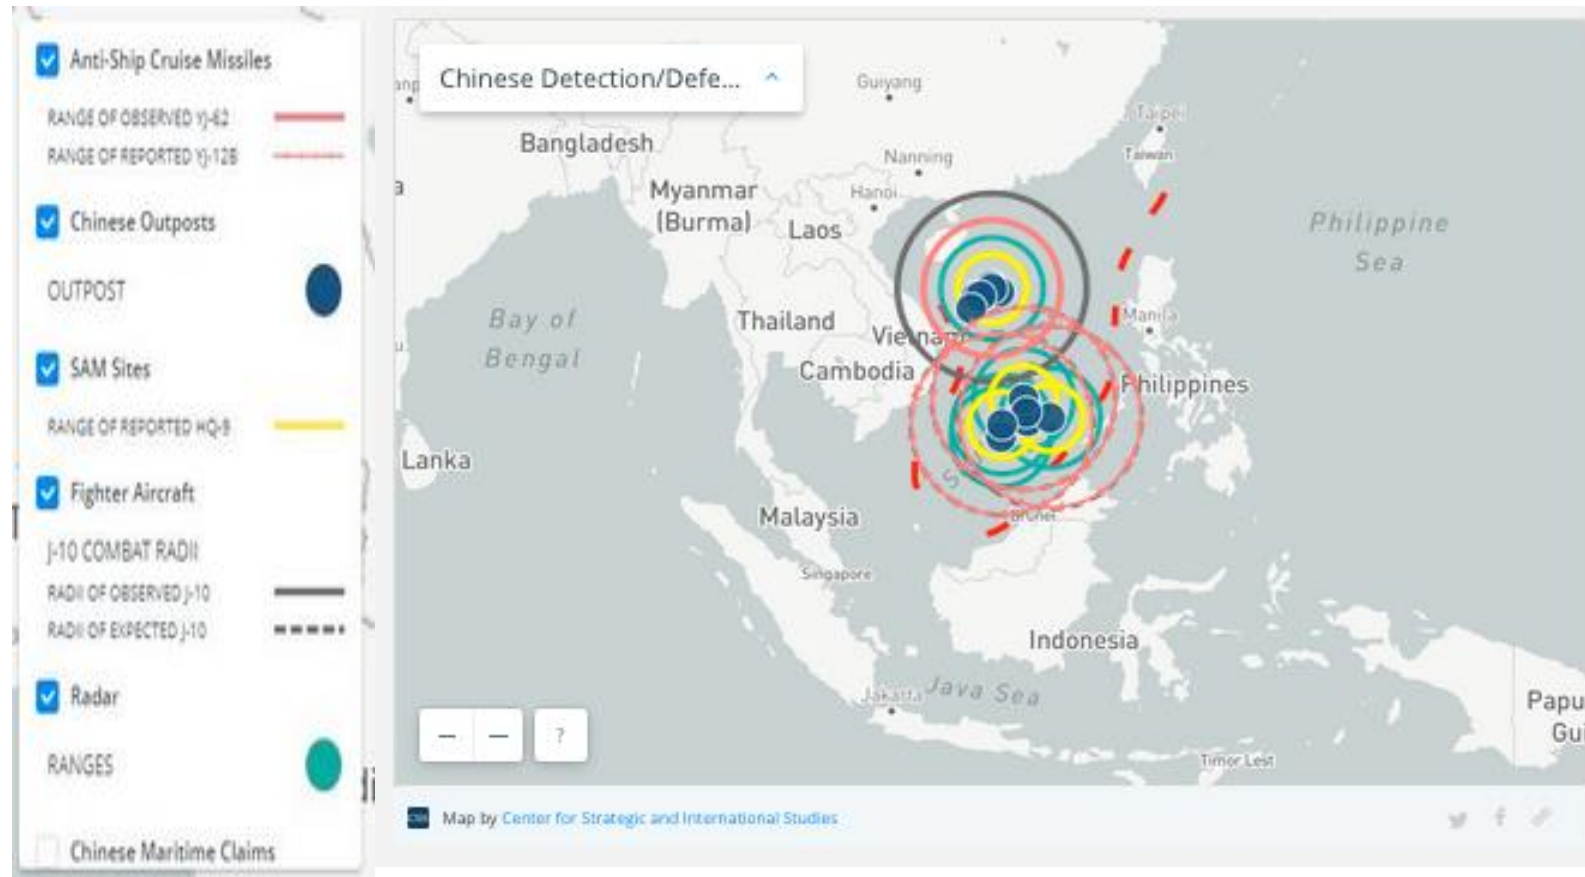 Anti-Ship Cruise Missiles
RANGE OF OBSERVED YJ-62
RANGE OF REPORTED YJ-12B
Chinese Outposts
OUTPOST
SAM Sites
RANGE OF REPORTED HQ-9
Fighter Aircraft
J-10 COMBAT RADII
RADII OF OBSERVED J-10
RADII OF EXPECTED J-10
Radar
RANGES
Chinese Maritime Claims
Chinese Detection/Defe...
Guiyang
Taipei
Bangladesh
Nanning
Taiwan
Myanmar
(Burma)
Hanoi
Laos
Philippine
Sea
Bay of
Bengal
Thailand
Vietnam
Manila
Cambodia
Philippines
Lanka
Malaysia
Brunei
Singapore
Indonesia
Jakarta
Java Sea
Papu
Gui
Timor Lest
?
Map by Center for Strategic and International Studies